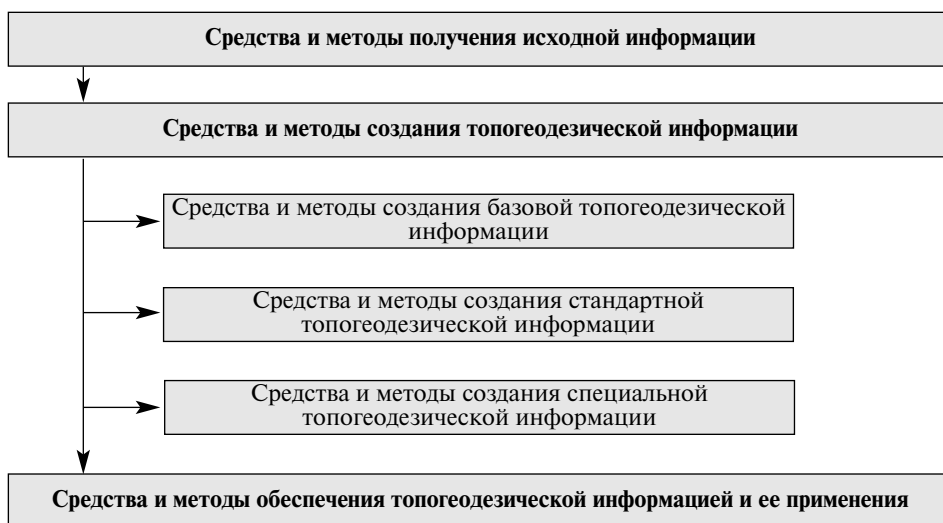 Средства и методы получения исходной информации
Средства и методы создания топогеодезической информации
Средства и методы создания базовой топогеодезической
информации
Средства и методы создания стандартной
топогеодезической информации
Средства и методы создания специальной
топогеодезической информации
Средства и методы обеспечения топогеодезической информацией и ее применения